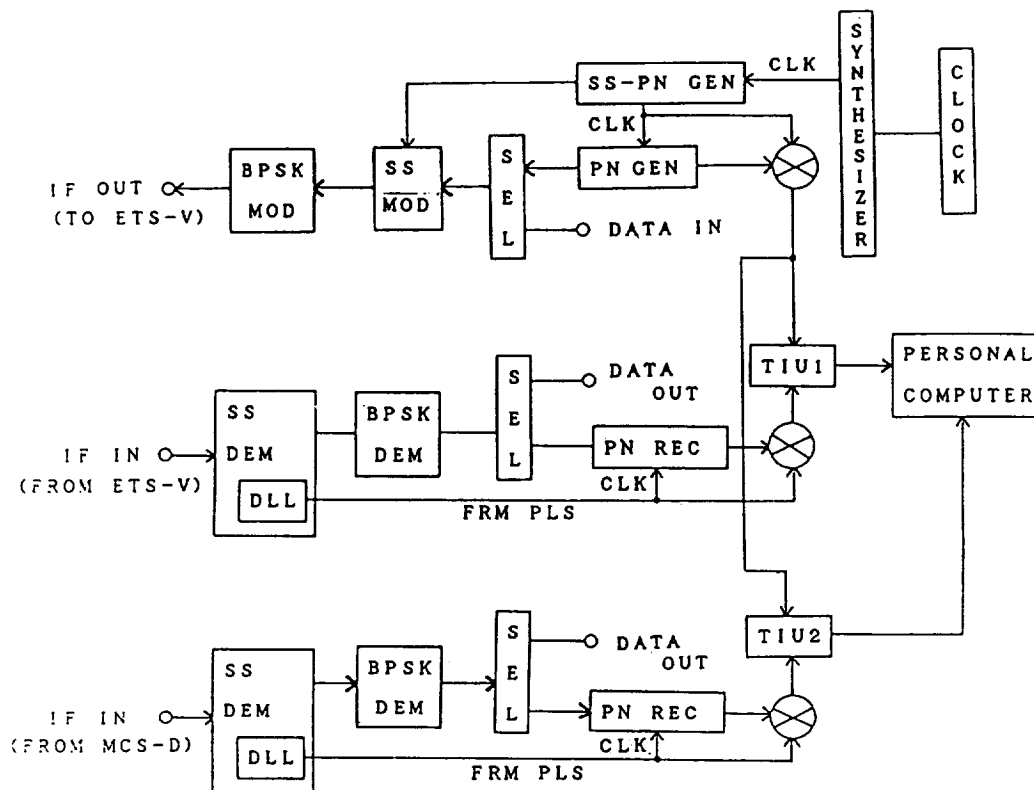 CLK
SYNTHESIZER
CLOCK
SS-PN GEN
CLK
SEL
PN GEN
BPSK
MOD
SS
MOD
IF OUT
(TO ETS-V)
DATA IN
TIU1
PERSONAL
COMPUTER
SEL
DATA
OUT
SS
DEM
BPSK
DEM
PN REC
IF IN
(FROM ETS-V)
DLL
CLK
FRM PLS
TIU2
SEL
DATA
OUT
SS
DEM
BPSK
DEM
PN REC
IF IN
(FROM MCS-D)
DLL
CLK
FRM PLS